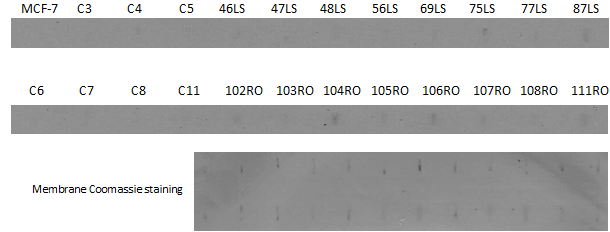 MCF-7 C3 C4 C5 46LS 47LS 48LS 56LS 69LS 75LS 77LS 87LS
C6 C7 C8 C11 102RO 103RO 104RO 105RO 106RO 107RO 108RO 111RO
Membrane Coomassie staining